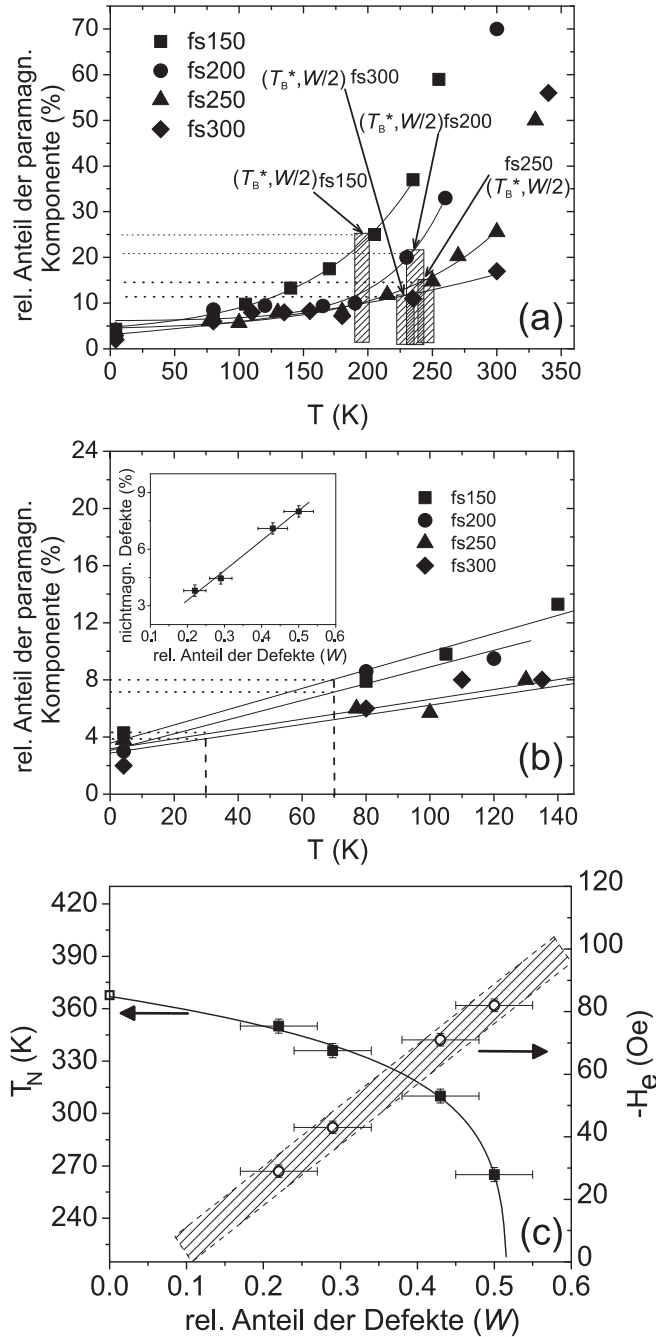 70
60
50
40
30
20
10
0
rel. Anteil der paramagn.
Komponente (%)
fs150
fs200
fs250
fs300
(T_B*,W/2) fs300
(T_B*,W/2)fs200
(T_B*,W/2)fs150
fs250
(T_B*,W/2)
(a)
0 50 100 150 200 250 300 350
T (K)
24
20
16
12
8
4
0
rel. Anteil der paramagn.
Komponente (%)
nichtmagn. Defekte (%)
9
6
3
0.1 0.2 0.3 0.4 0.5 0.6
rel. Anteil der Defekte (W)
fs150
fs200
fs250
fs300
(b)
0 20 40 60 80 100 120 140
T (K)
420
390
360
330
300
270
240
T_N (K)
120
100
80
60
40
20
0
-H_e (Oe)
(c)
0.0 0.1 0.2 0.3 0.4 0.5 0.6
rel. Anteil der Defekte (W)